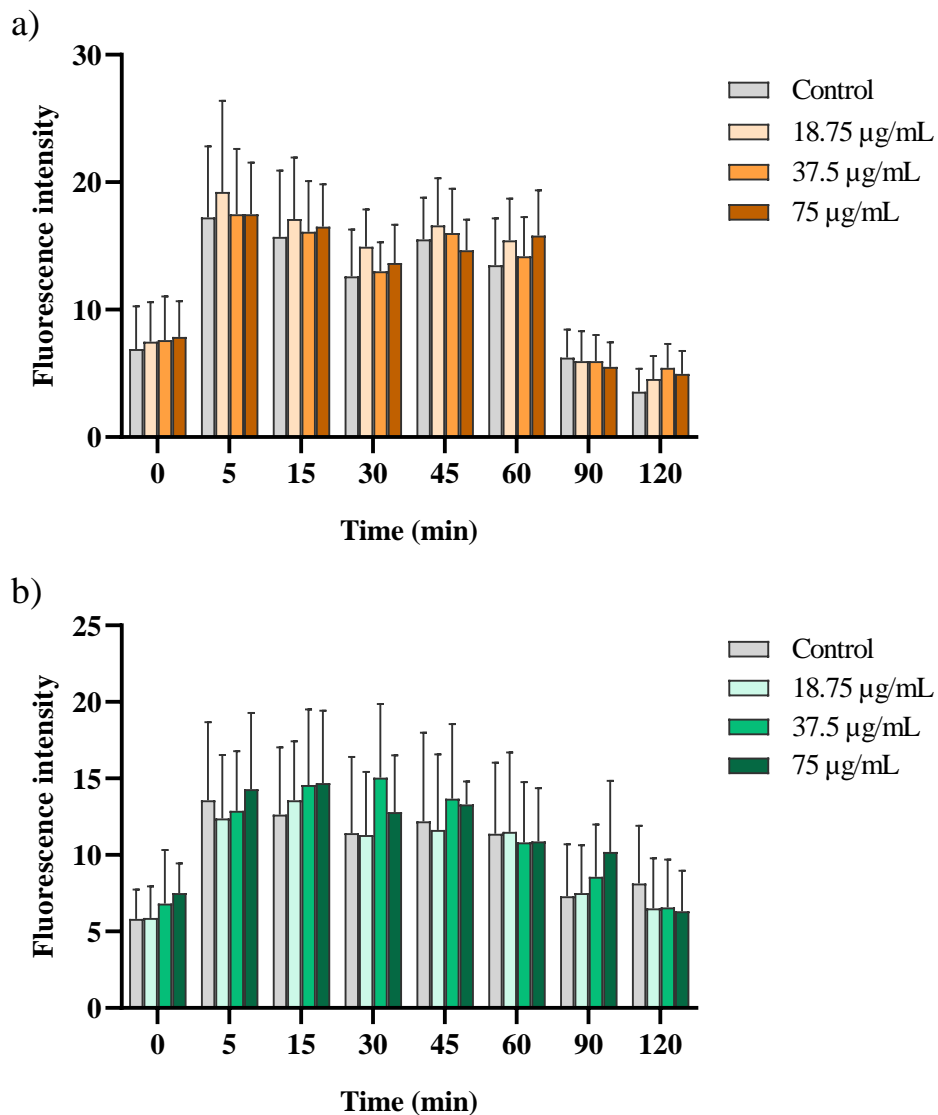 a)
30
20
10
0
Fluorescence intensity
0 5 15 30 45 60 90 120
Time (min)
Control
18.75 µg/mL
37.5 µg/mL
75 µg/mL
b)
25
20
15
10
5
0
Fluorescence intensity
0 5 15 30 45 60 90 120
Time (min)
Control
18.75 µg/mL
37.5 µg/mL
75 µg/mL